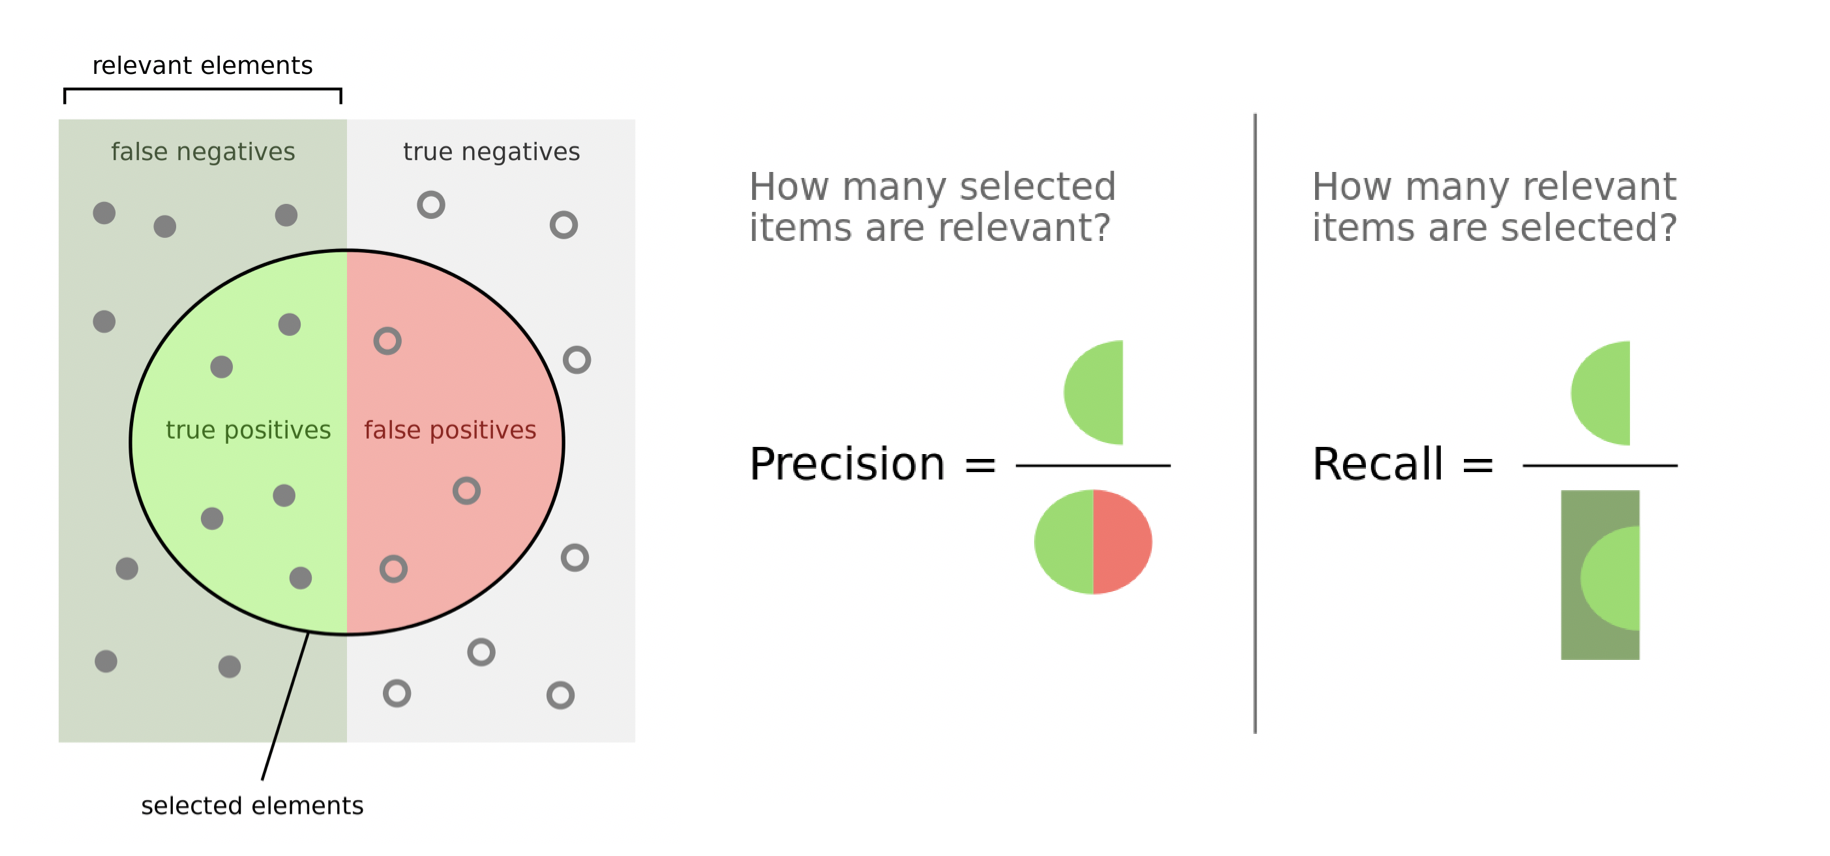 relevant elements
false negatives
true negatives
true positives
false positives
selected elements
How many selected
items are relevant?
Precision =
How many relevant
items are selected?
Recall =